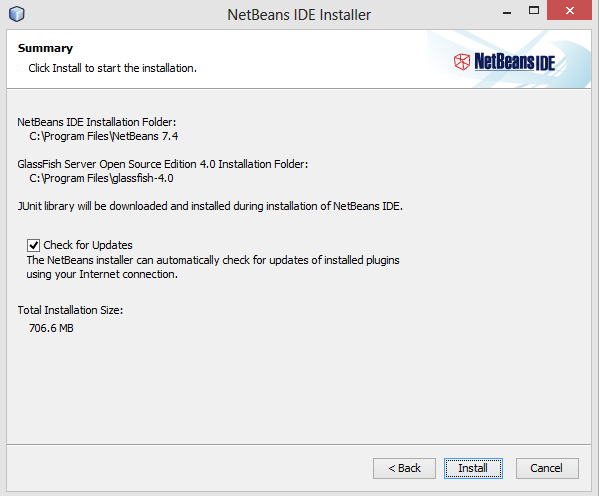 NetBeans IDE Installer
Summary
Click Install to start the installation.
NetBeans IDE
NetBeans IDE Installation Folder:
C:\Program Files\NetBeans 7.4
GlassFish Server Open Source Edition 4.0 Installation Folder:
C:\Program Files\glassfish-4.0
JUnit library will be downloaded and installed during installation of NetBeans IDE.
Check for Updates
The NetBeans installer can automatically check for updates of installed plugins
using your Internet connection.
Total Installation Size:
706.6 MB
< Back Install Cancel